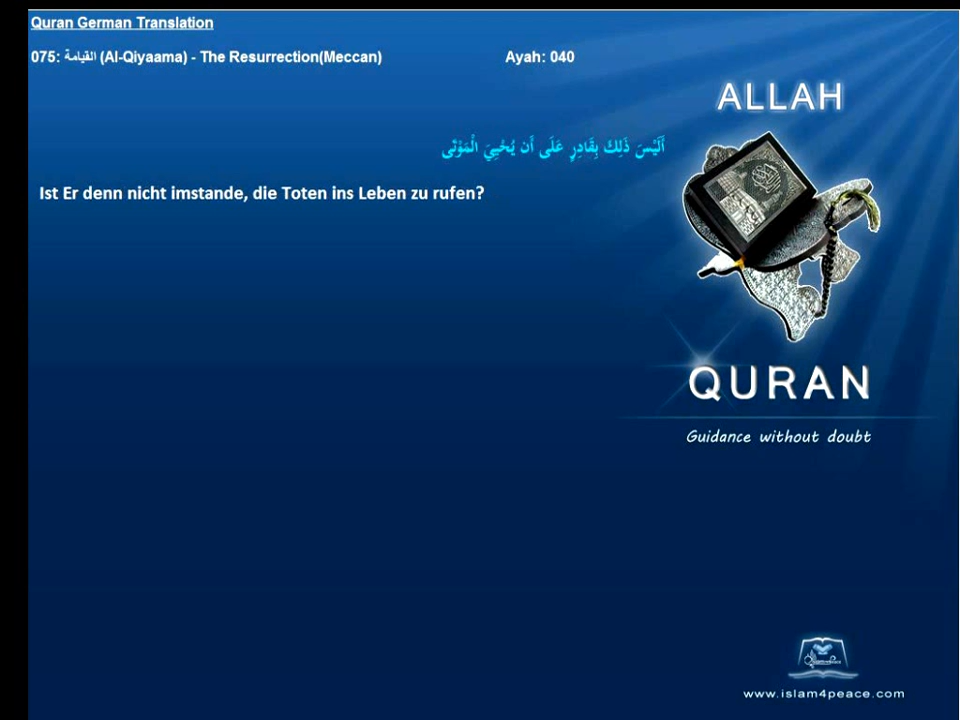 Quran German Translation
075: القيامة (Al-Qiyaama) - The Resurrection(Meccan) Ayah: 040
ALLAH
أَلَيْسَ ذَلِكَ بِقَادِرٍ عَلَى أَن يُحْيِيَ الْمَوْتَى
Ist Er denn nicht imstande, die Toten ins Leben zu rufen?
QURAN
Guidance without doubt
www.islam4peace.com